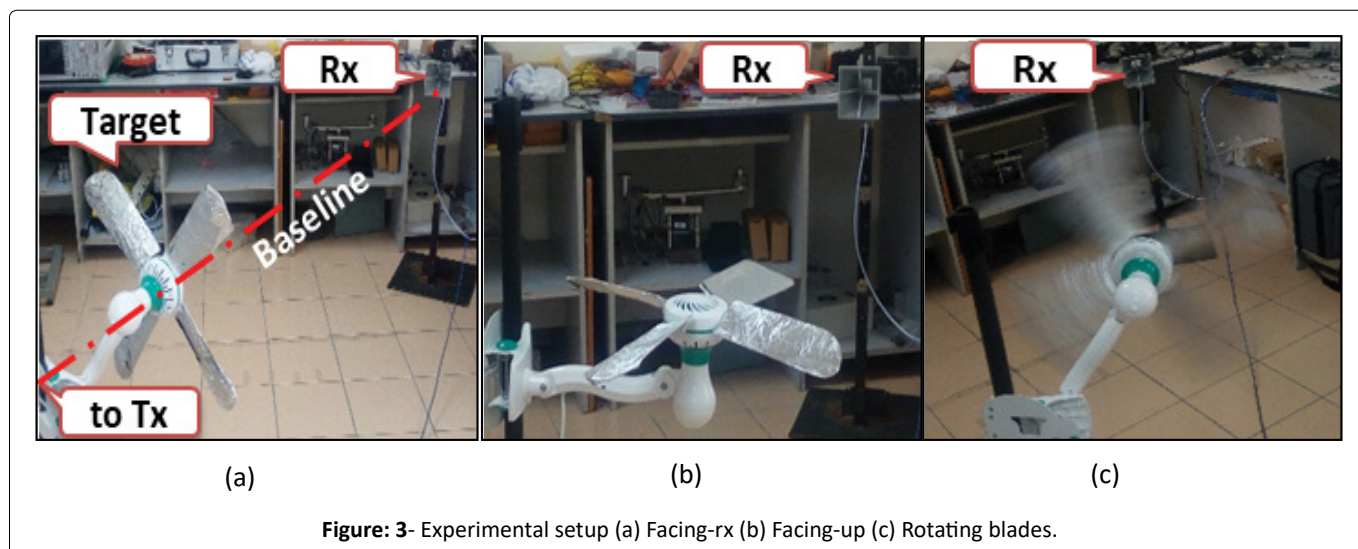 Rx
Target
Baseline
to Tx
Rx
Rx
(a)
(b)
(c)
Figure: 3- Experimental setup (a) Facing-rx (b) Facing-up (c) Rotating blades.